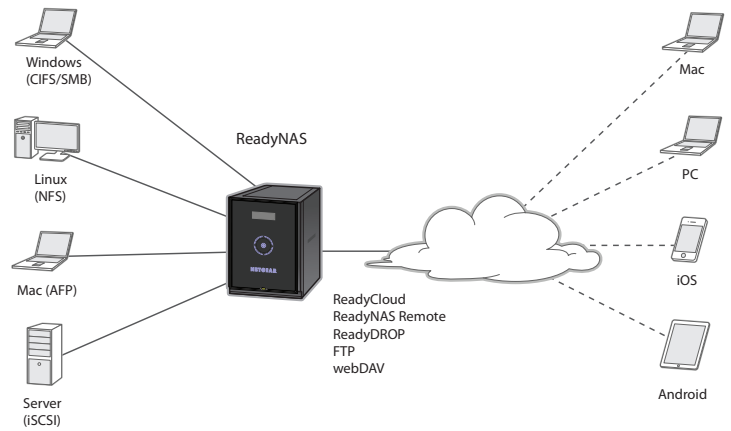 Windows
(CIFS/SMB)
Linux
(NFS)
Mac (AFP)
Server
(iSCSI)
ReadyNAS
NETGEAR
ReadyCloud
ReadyNAS Remote
ReadyDROP
FTP
webDAV
Mac
PC
iOS
Android